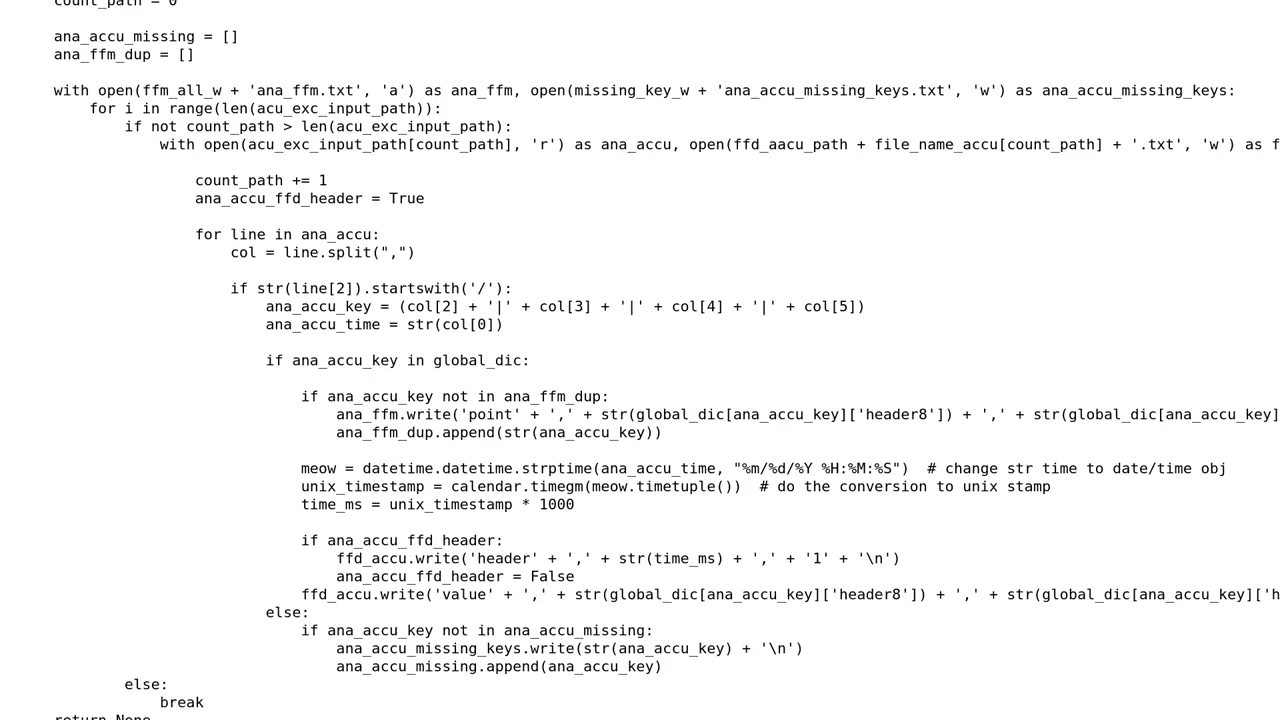 count_path = 0
ana_accu_missing = []
ana_ffm_dup = []
with open(ffm_all_w + 'ana_ffm.txt', 'a') as ana_ffm, open(missing_key_w + 'ana_accu_missing_keys.txt', 'w') as ana_accu_missing_keys:
for i in range(len(acu_exc_input_path)):
if not count_path > len(acu_exc_input_path):
with open(acu_exc_input_path[count_path], 'r') as ana_accu, open(ffd_aacu_path + file_name_accu[count_path] + '.txt', 'w') as f
count_path += 1
ana_accu_ffd_header = True
for line in ana_accu:
col = line.split(",")
if str(line[2]).startswith('/'):
ana_accu_key = (col[2] + '|' + col[3] + '|' + col[4] + '|' + col[5])
ana_accu_time = str(col[0])
if ana_accu_key in global_dic:
if ana_accu_key not in ana_ffm_dup:
ana_ffm.write('point' + ',' + str(global_dic[ana_accu_key]['header8']) + ',' + str(global_dic[ana_accu_key]
ana_ffm_dup.append(str(ana_accu_key))
meow = datetime.datetime.strptime(ana_accu_time, "%m/%d/%Y %H:%M:%S")  # change str time to date/time obj
unix_timestamp = calendar.timegm(meow.timetuple())  # do the conversion to unix stamp
time_ms = unix_timestamp * 1000
if ana_accu_ffd_header:
ffd_accu.write('header' + ',' + str(time_ms) + ',' + '1' + '\n')
ana_accu_ffd_header = False
ffd_accu.write('value' + ',' + str(global_dic[ana_accu_key]['header8']) + ',' + str(global_dic[ana_accu_key]['h
else:
if ana_accu_key not in ana_accu_missing:
ana_accu_missing_keys.write(str(ana_accu_key) + '\n')
ana_accu_missing.append(ana_accu_key)
else:
break
return None